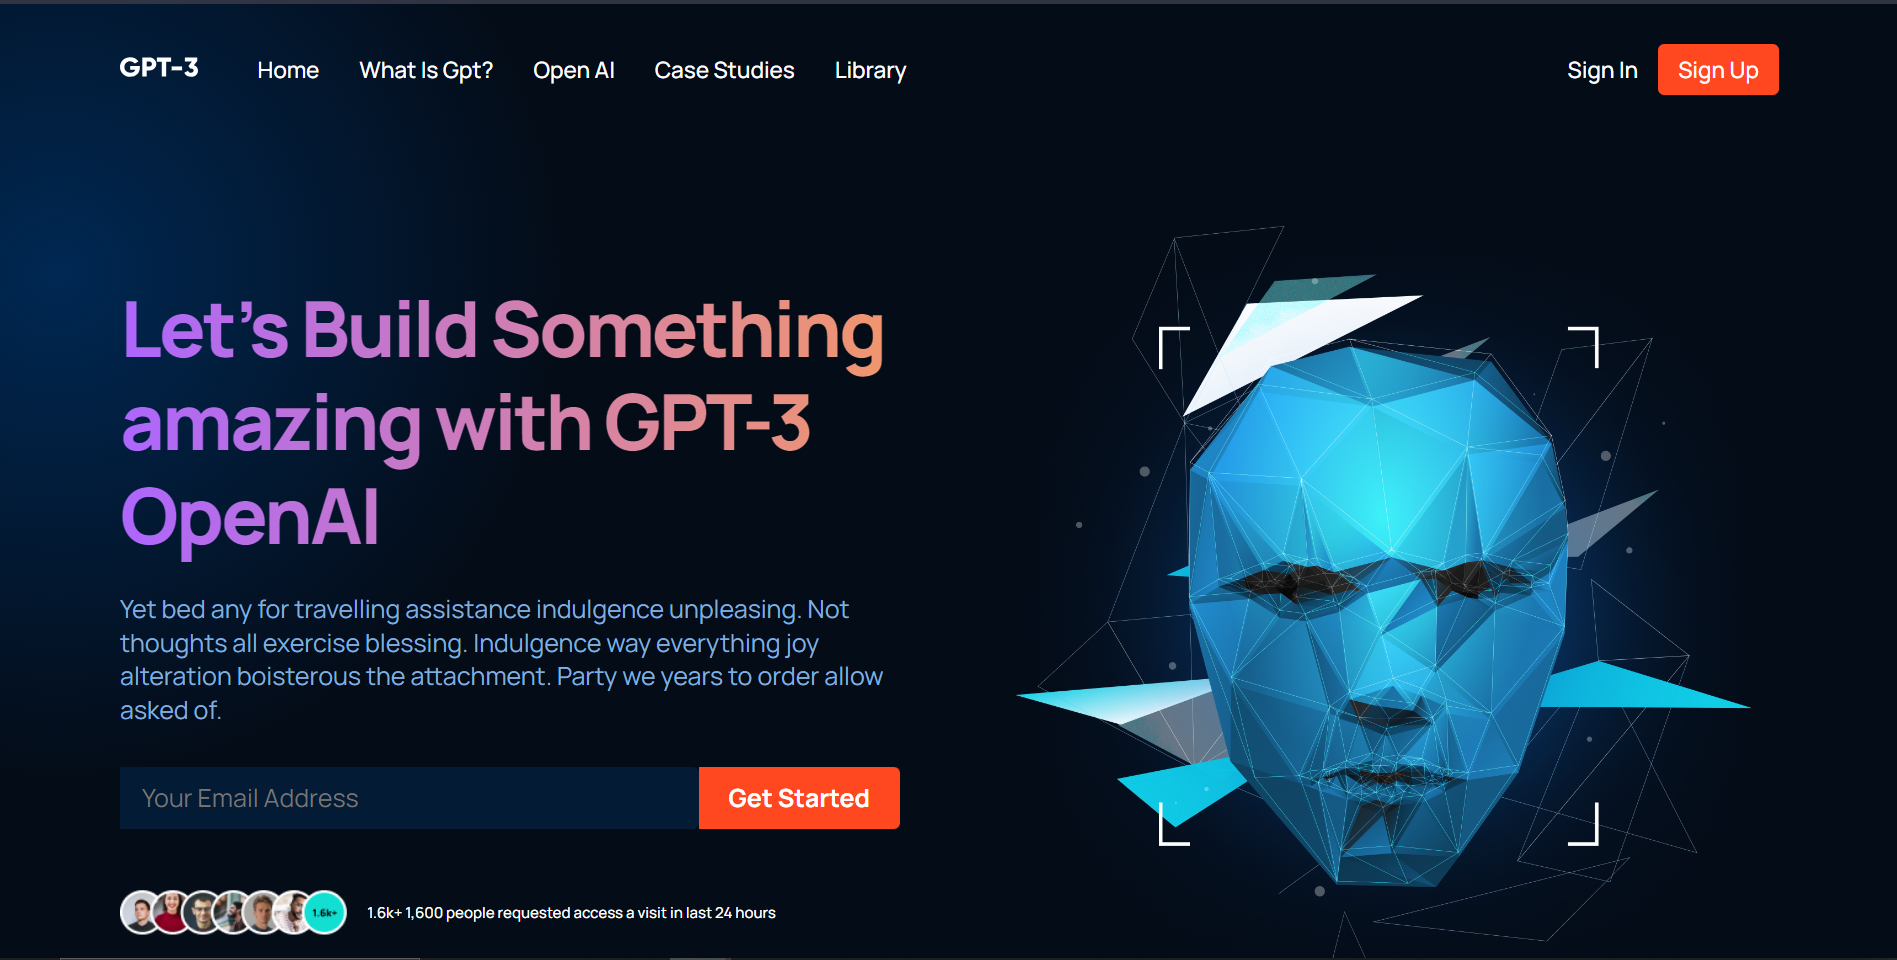 GPT-3 Home What Is Gpt? Open AI Case Studies Library Sign In Sign Up
Let's Build Something
amazing with GPT-3
OpenAI
Yet bed any for travelling assistance indulgence unpleasing. Not
thoughts all exercise blessing. Indulgence way everything joy
alteration boisterous the attachment. Party we years to order allow
asked of.
Your Email Address Get Started
1.6k+ 1.6k+ 1,600 people requested access a visit in last 24 hours